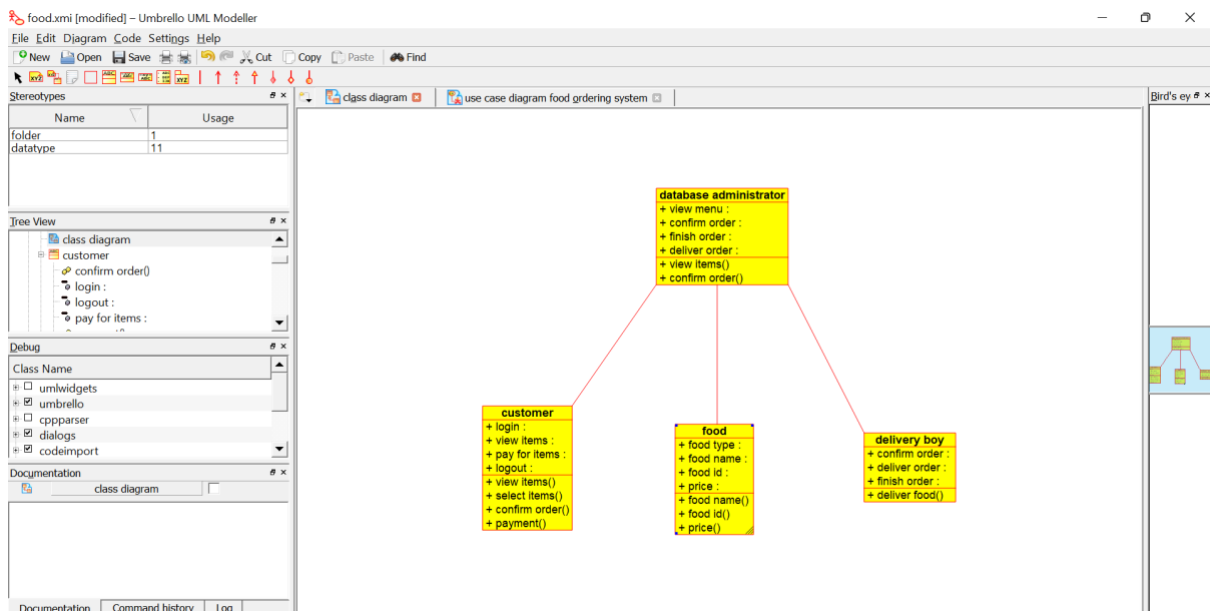 food.xmi [modified] – Umbrello UML Modeller
File Edit Diagram Code Settings Help
New Open Save Cut Copy Paste Find
Stereotypes
Name Usage
folder 1
datatype 11
Tree View
class diagram
customer
confirm order()
login :
logout :
pay for items :
Debug
Class Name
umlwidgets
umbrello
cppparser
dialogs
codeimport
Documentation
class diagram
Documentation Command history Log
class diagram use case diagram food ordering system
database administrator
+ view menu :
+ confirm order :
+ finish order :
+ deliver order :
+ view items()
+ confirm order()
customer
+ login :
+ view items :
+ pay for items :
+ logout :
+ view items()
+ select items()
+ confirm order()
+ payment()
food
+ food type :
+ food name :
+ food id :
+ price :
+ food name()
+ food id()
+ price()
delivery boy
+ confirm order :
+ deliver order :
+ finish order :
+ deliver food()
Bird's ey